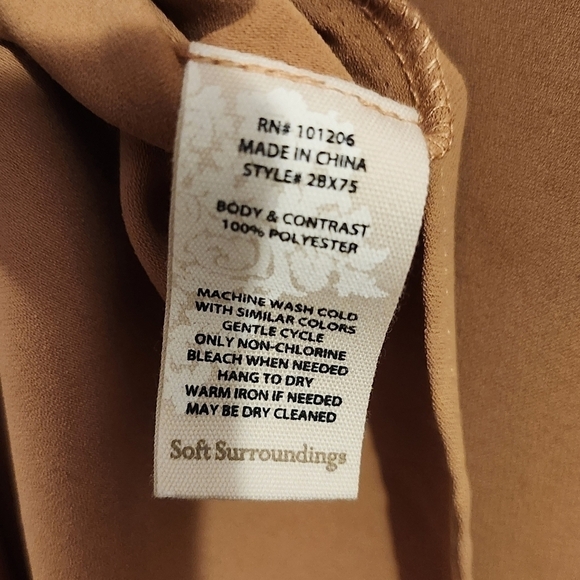 RN# 101206
MADE IN CHINA
STYLE# 2BX75
BODY & CONTRAST
100% POLYESTER
MACHINE WASH COLD
WITH SIMILAR COLORS
GENTLE CYCLE
ONLY NON-CHLORINE
BLEACH WHEN NEEDED
HANG TO DRY
WARM IRON IF NEEDED
MAY BE DRY CLEANED
Soft Surroundings